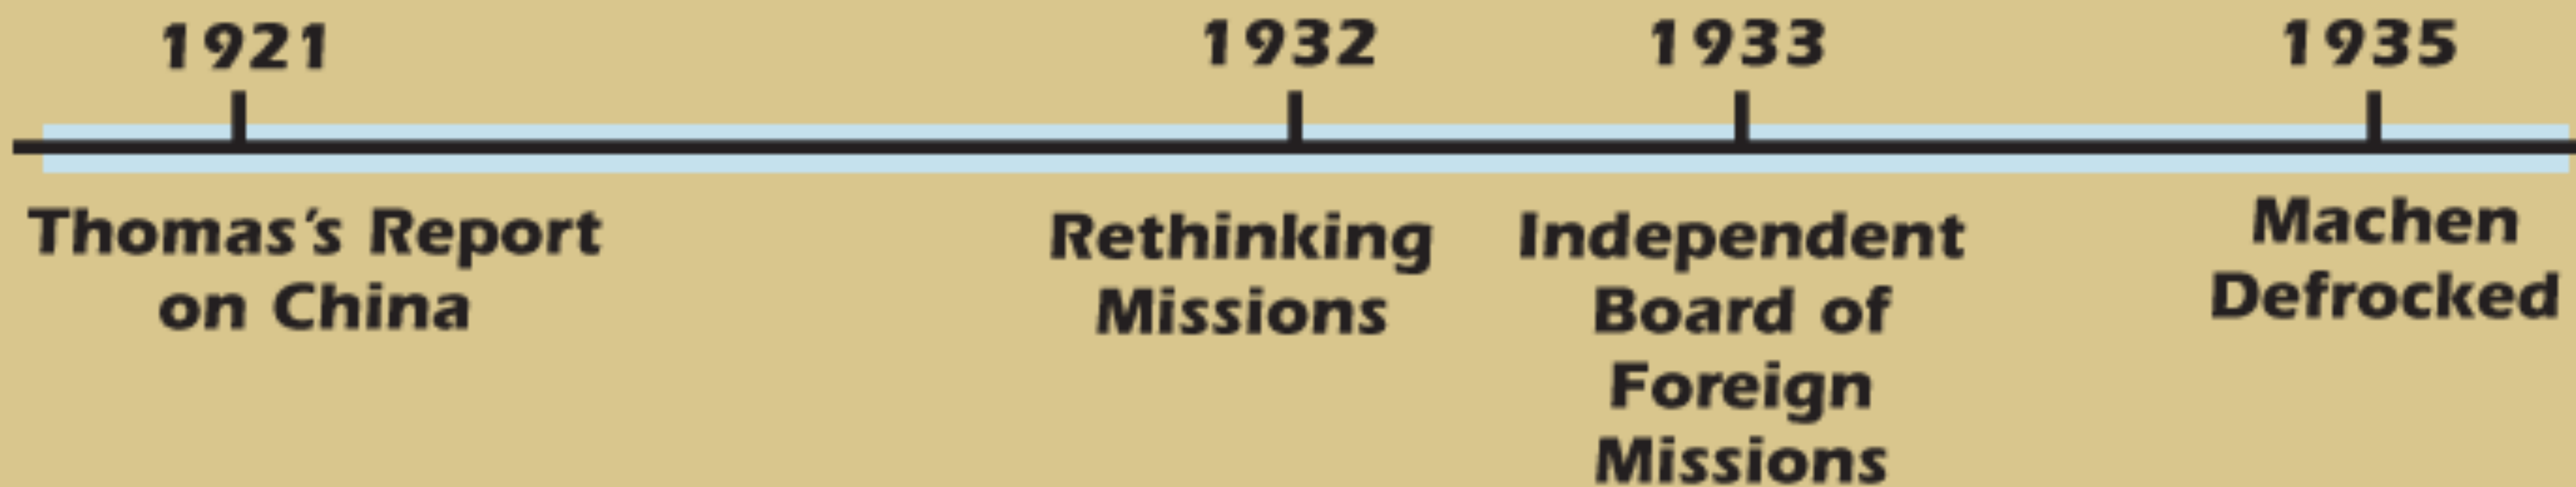 1921 1932 1933 1935
Thomas's Report
on China
Rethinking
Missions
Independent
Board of
Foreign
Missions
Machen
Defrocked